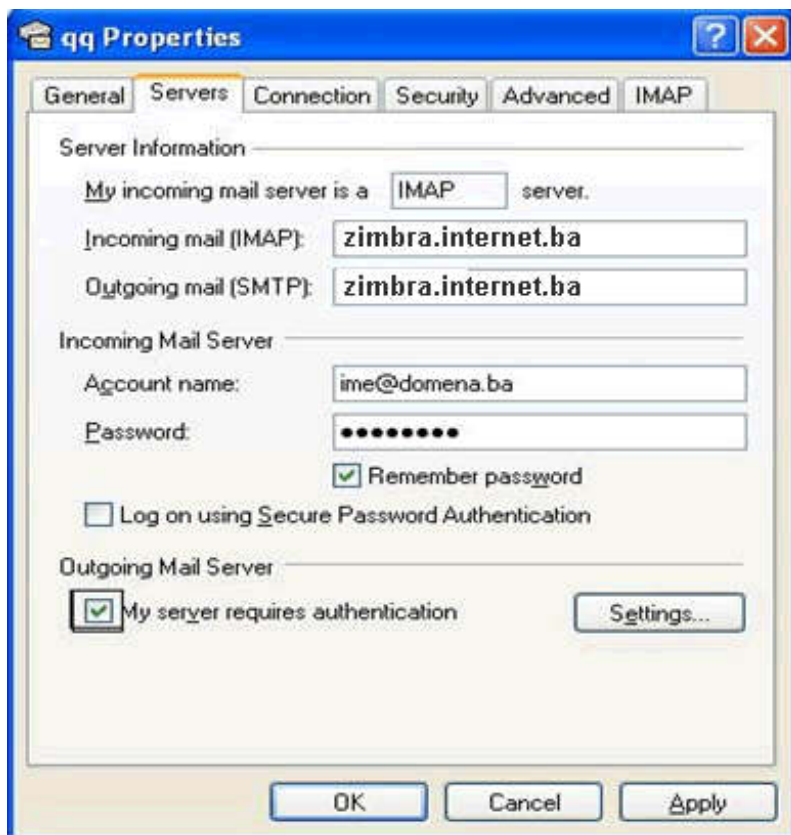 qq Properties
General Servers Connection Security Advanced IMAP
Server Information
My incoming mail server is a IMAP server.
Incoming mail (IMAP): zimbra.internet.ba
Outgoing mail (SMTP): zimbra.internet.ba
Incoming Mail Server
Account name: ime@domena.ba
Password: ●●●●●●●●
Remember password
Log on using Secure Password Authentication
Outgoing Mail Server
My server requires authentication Settings...
OK Cancel Apply